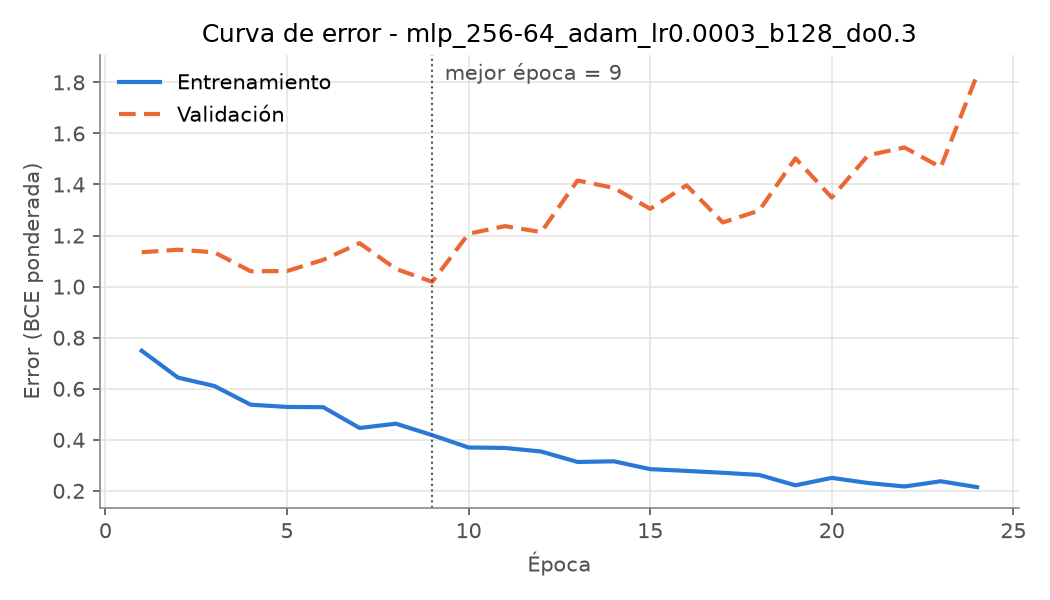 Curva de error - mlp_256-64_adam_lr0.0003_b128_do0.3
Entrenamiento
Validación
mejor época = 9
Error (BCE ponderada)
1.8
1.6
1.4
1.2
1.0
0.8
0.6
0.4
0.2
0 5 10 15 20 25
Época